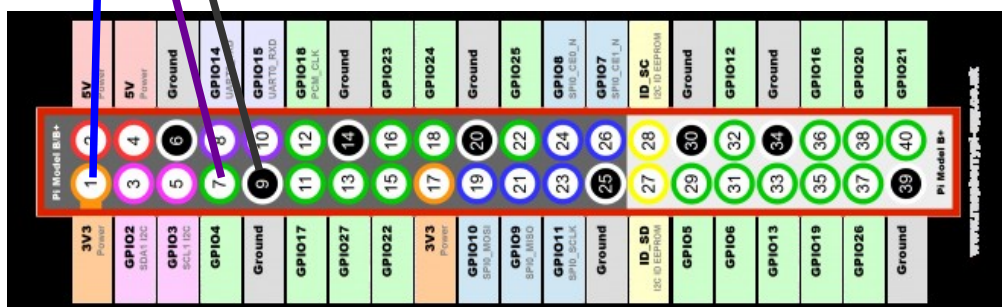 5V
Power
5V
Power
Ground
GPIO14
GPIO15
UART0_RXD
GPIO18
PCM_CLK
Ground
GPIO23
GPIO24
Ground
GPIO25
GPIO8
SPI0_CE0_N
GPIO7
SPI0_CE1_N
ID_SC
I2C ID EEPROM
Ground
GPIO12
Ground
GPIO16
GPIO20
GPIO21
Pi Model B/B+
2 4 6 8 10 12 14 16 18 20 22 24 26 28 30 32 34 36 38 40
1 3 5 7 9 11 13 15 17 19 21 23 25 27 29 31 33 35 37 39
Pi Model B+
3V3
Power
GPIO2
SDA1 I2C
GPIO3
SCL1 I2C
GPIO4
Ground
GPIO17
GPIO27
GPIO22
3V3
Power
GPIO10
SPI0_MOSI
GPIO9
SPI0_MISO
GPIO11
SPI0_SCLK
Ground
ID_SD
I2C ID EEPROM
GPIO5
GPIO6
GPIO13
GPIO19
GPIO26
Ground
www.raspberrypi-spy.co.uk